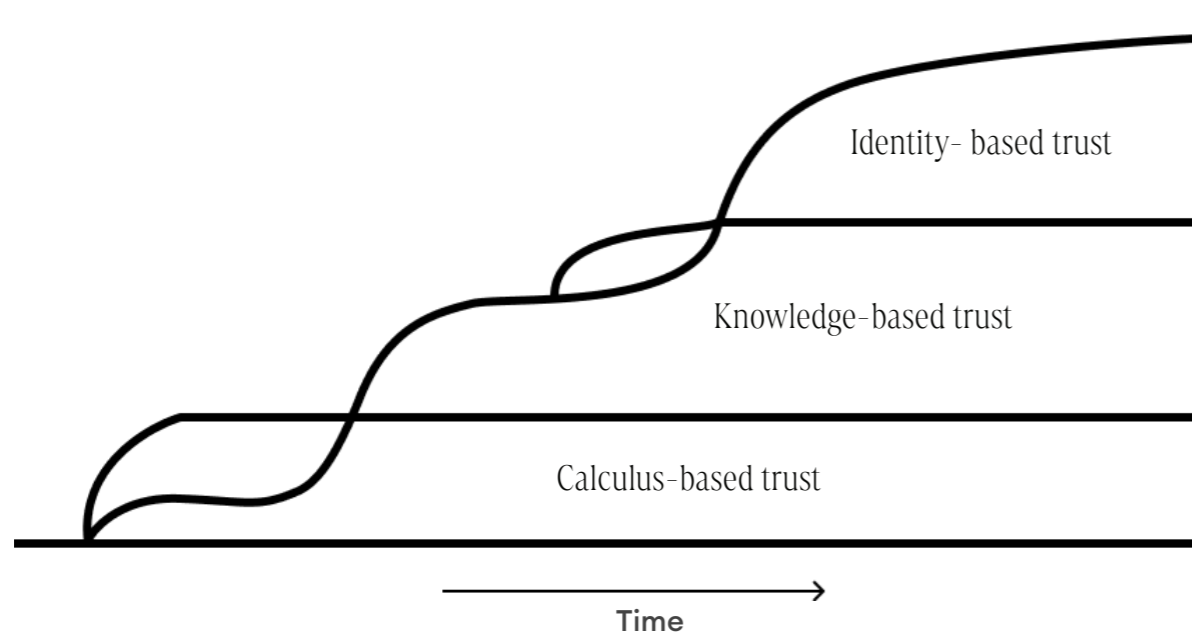 Identity- based trust
Knowledge-based trust
Calculus-based trust
Time